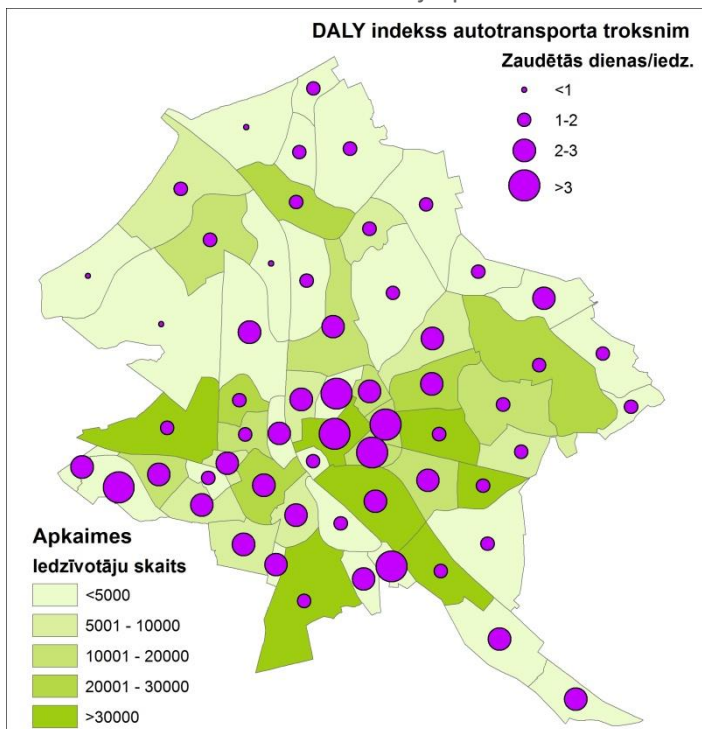 DALY indekss autotransporta troksnim
Zaudētās dienas/iedz.
<1
1-2
2-3
>3
Apkaimes
Iedzīvotāju skaits
<5000
5001 - 10000
10001 - 20000
20001 - 30000
>30000